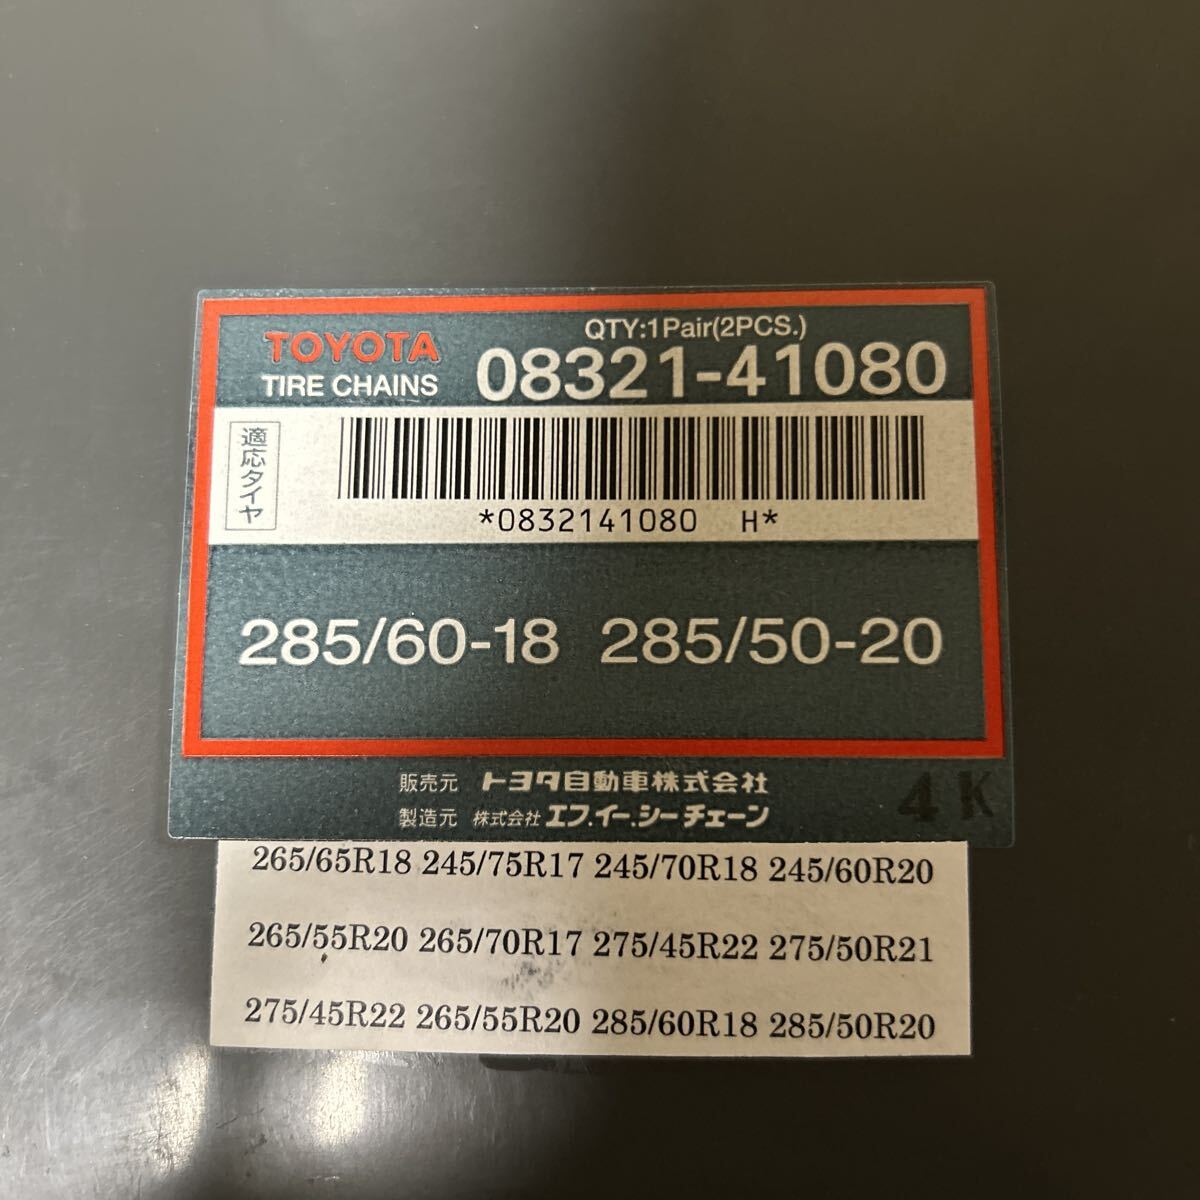 QTY:1Pair(2PCS.)
TOYOTA
TIRE CHAINS
08321-41080
適応タイヤ
*0832141080 H*
285/60-18 285/50-20
販売元 トヨタ自動車株式会社
製造元 株式会社 エフ.イー.シーチェーン
4K
265/65R18 245/75R17 245/70R18 245/60R20
265/55R20 265/70R17 275/45R22 275/50R21
275/45R22 265/55R20 285/60R18 285/50R20